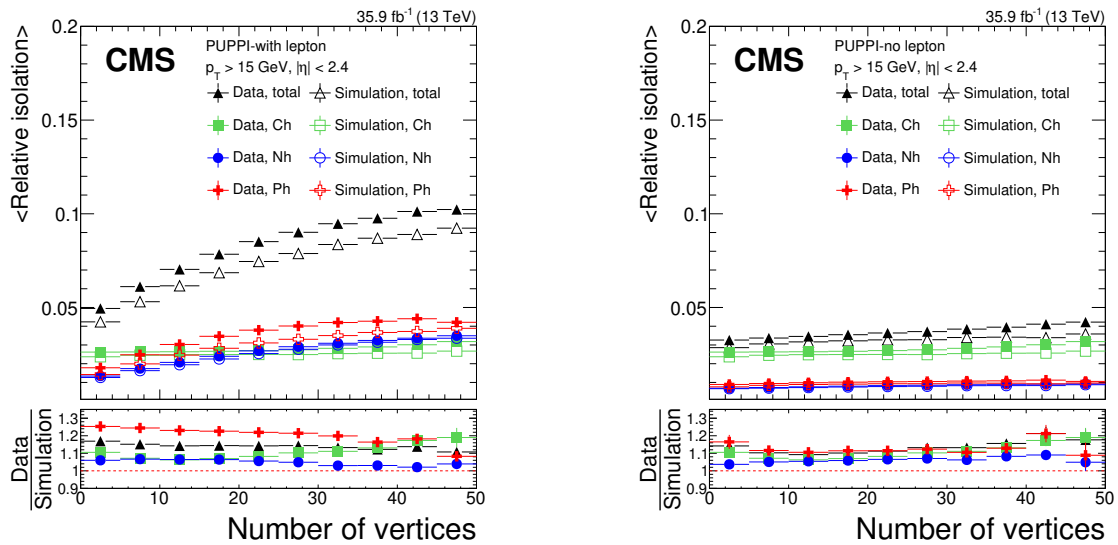 35.9 fb⁻¹ (13 TeV)
<Relative isolation>
0.2
0.15
0.1
0.05
CMS
PUPPI-with lepton
p_T > 15 GeV, |η| < 2.4
Data, total Simulation, total
Data, Ch Simulation, Ch
Data, Nh Simulation, Nh
Data, Ph Simulation, Ph
Data
Simulation
1.3
1.2
1.1
1
0.9
0 10 20 30 40 50
Number of vertices
35.9 fb⁻¹ (13 TeV)
<Relative isolation>
0.2
0.15
0.1
0.05
CMS
PUPPI-no lepton
p_T > 15 GeV, |η| < 2.4
Data, total Simulation, total
Data, Ch Simulation, Ch
Data, Nh Simulation, Nh
Data, Ph Simulation, Ph
Data
Simulation
1.3
1.2
1.1
1
0.9
0 10 20 30 40 50
Number of vertices